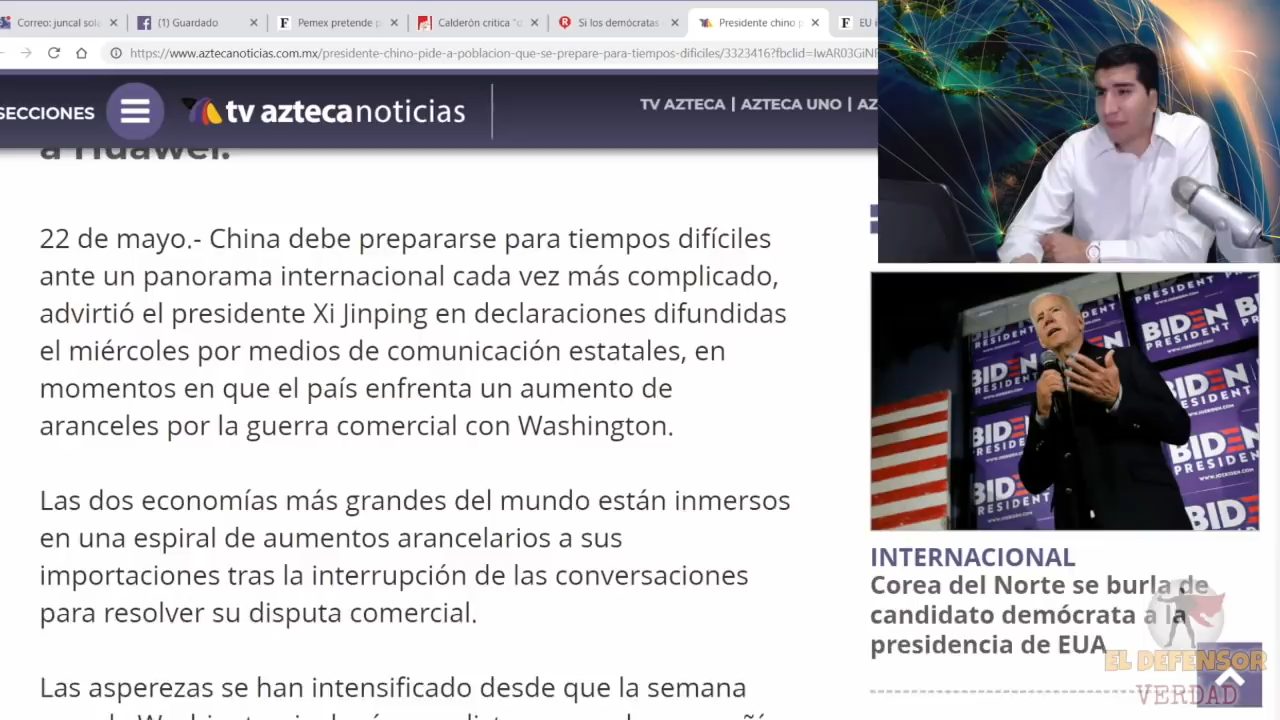 Correo: juncal sola
(1) Guardado
Pemex pretende p
Calderón critica "d
Si los demócratas
Presidente chino p
EU i
https://www.aztecanoticias.com.mx/presidente-chino-pide-a-poblacion-que-se-prepare-para-tiempos-dificiles/3323416?fbclid=IwAR03GiNF
SECCIONES
tv aztecanoticias
TV AZTECA | AZTECA UNO | AZ
a Huawei.
22 de mayo.- China debe prepararse para tiempos difíciles
ante un panorama internacional cada vez más complicado,
advirtió el presidente Xi Jinping en declaraciones difundidas
el miércoles por medios de comunicación estatales, en
momentos en que el país enfrenta un aumento de
aranceles por la guerra comercial con Washington.
Las dos economías más grandes del mundo están inmersos
en una espiral de aumentos arancelarios a sus
importaciones tras la interrupción de las conversaciones
para resolver su disputa comercial.
Las asperezas se han intensificado desde que la semana
PRESIDENT
BIDEN
PRESIDENT
BIDEN
PRESIDENT
BIDEN
BIDEN
PRESIDENT
BIDEN
BID
INTERNACIONAL
Corea del Norte se burla de
candidato demócrata a la
presidencia de EUA
EL DEFENSOR
VERDAD